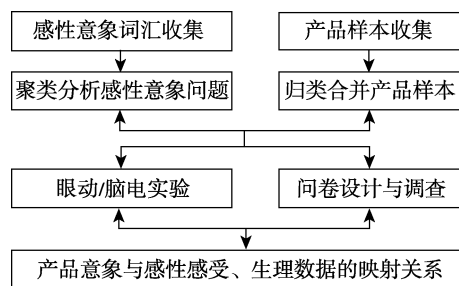 感性意象词汇收集
产品样本收集
聚类分析感性意象问题
归类合并产品样本
眼动/脑电实验
问卷设计与调查
产品意象与感性感受、生理数据的映射关系